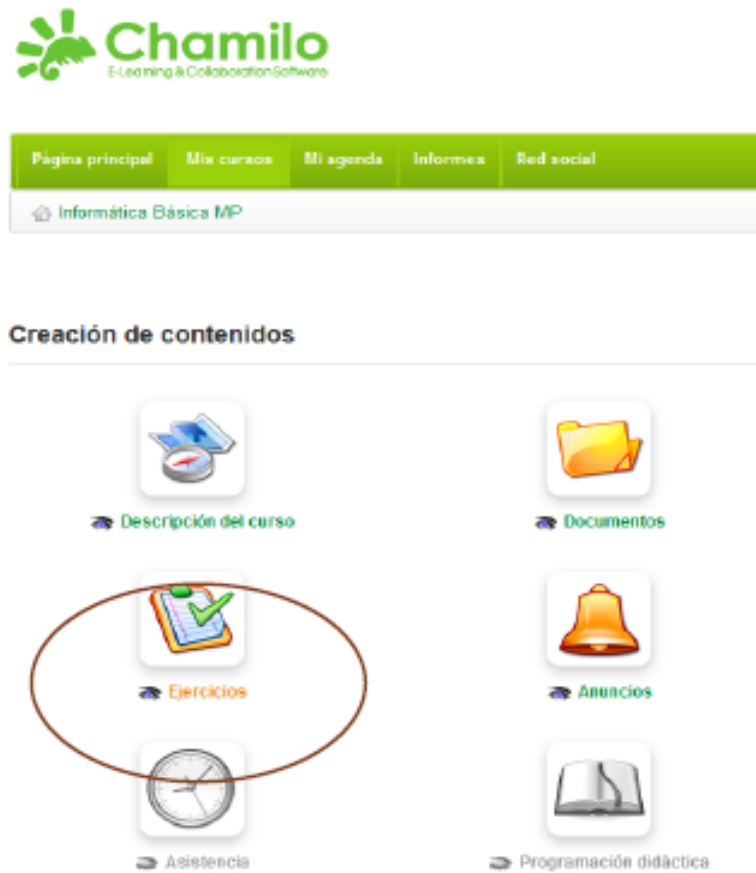 Chamilo
E-Learning & Collaboration Software
Página principal Mis cursos Mi agenda Informes Red social
Informática Básica MP
Creación de contenidos
Descripción del curso Documentos
Ejercicios Anuncios
Asistencia Programación didáctica